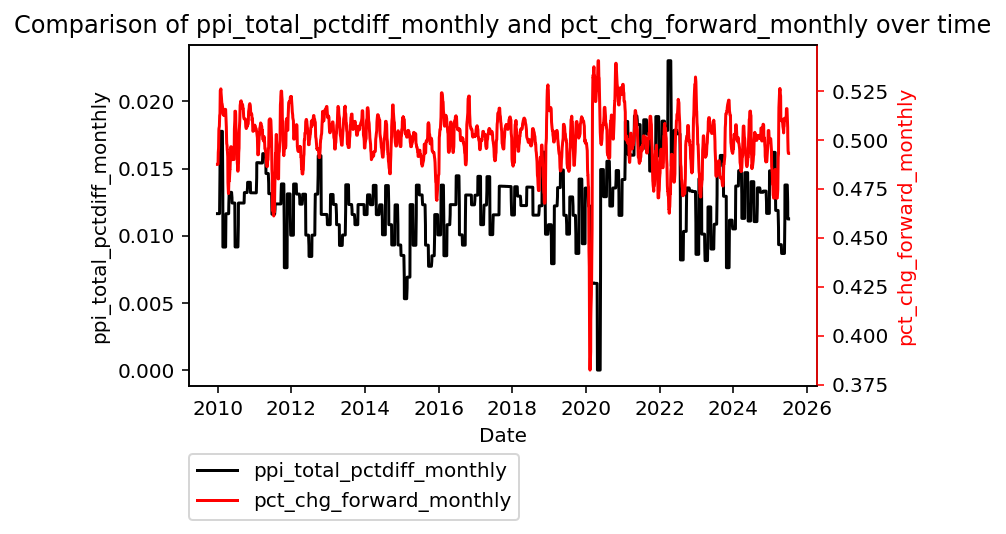 Comparison of ppi_total_pctdiff_monthly and pct_chg_forward_monthly over time
ppi_total_pctdiff_monthly
0.020
0.015
0.010
0.005
0.000
0.525
0.500
0.475
0.450
0.425
0.400
0.375
pct_chg_forward_monthly
2010 2012 2014 2016 2018 2020 2022 2024 2026
Date
ppi_total_pctdiff_monthly
pct_chg_forward_monthly